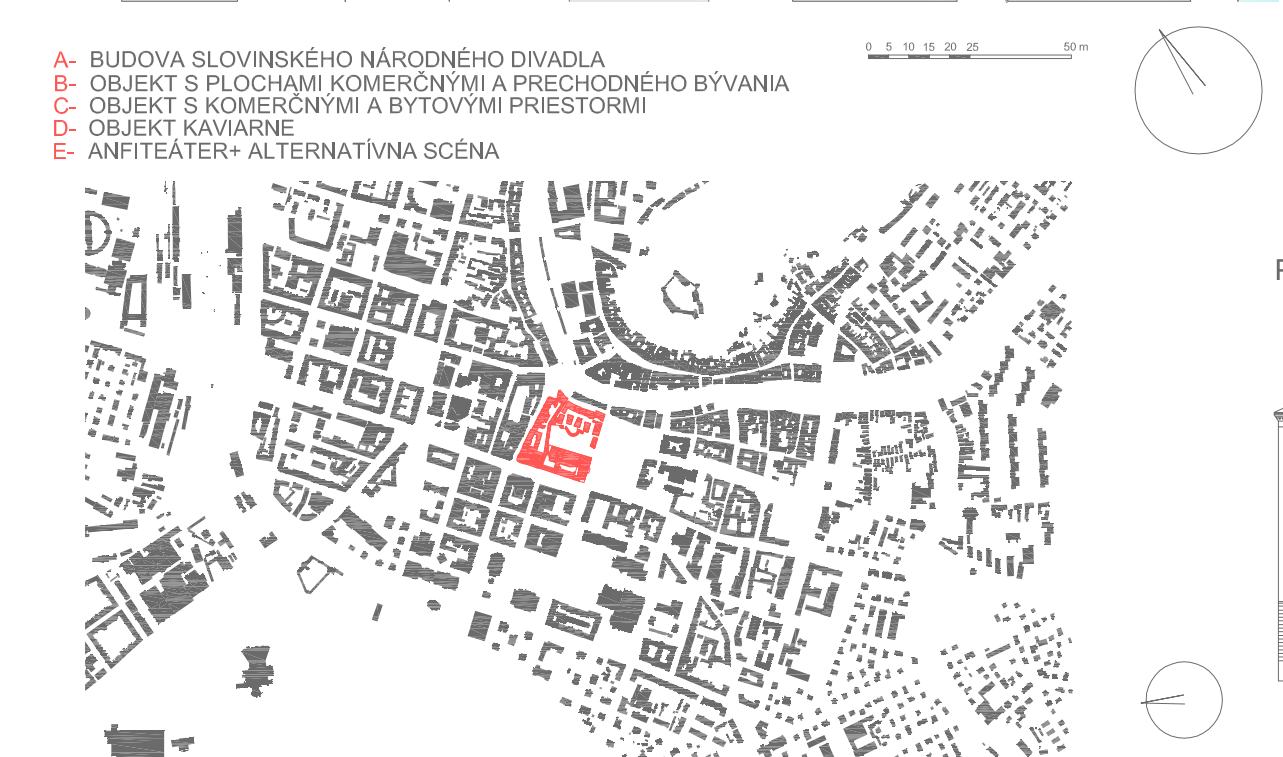 A- BUDOVA SLOVINSKÉHO NÁRODNÉHO DIVADLA
B- OBJEKT S PLOCHAMI KOMERČNÝMI A PRECHODNÉHO BÝVANIA
C- OBJEKT S KOMERČNÝMI A BYTOVÝMI PRIESTORMI
D- OBJEKT KAVIARNE
E- ANFITEÁTER+ ALTERNATÍVNA SCÉNA
0 5 10 15 20 25 50 m